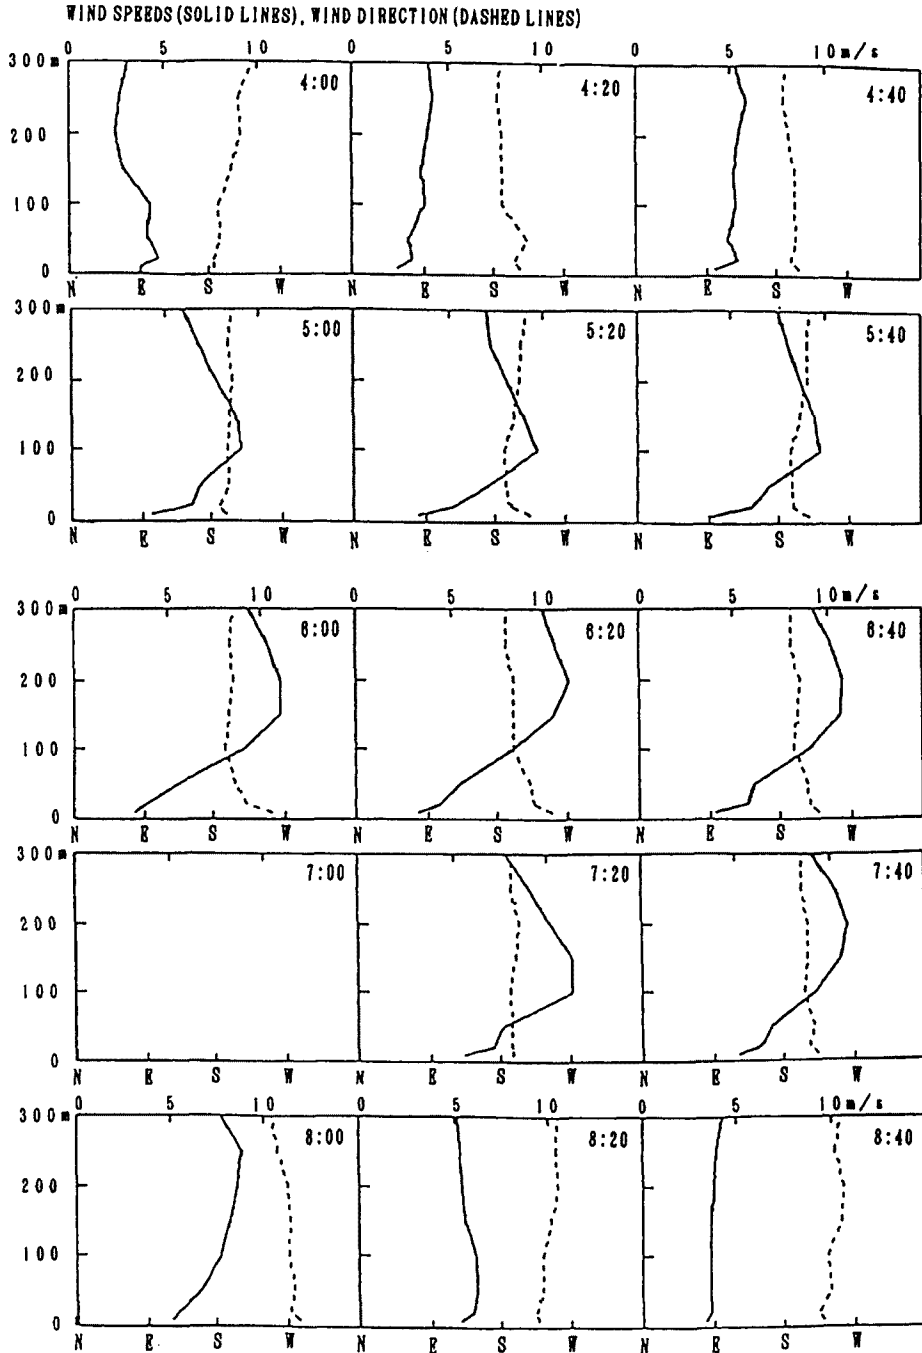 WIND SPEEDS (SOLID LINES), WIND DIRECTION (DASHED LINES)
0 5 10 0 5 10 0 5 10 m/s
300m 4:00 4:20 4:40
200
100
0
N E S W N E S W N E S W
300m 5:00 5:20 5:40
200
100
0
N E S W N E S W N E S W
0 5 10 0 5 10 0 5 10 m/s
300m 6:00 6:20 6:40
200
100
0
N E S W N E S W N E S W
300m 7:00 7:20 7:40
200
100
0
N E S W N E S W N E S W
0 5 10 0 5 10 0 5 10 m/s
300m 8:00 8:20 8:40
200
100
0
N E S W N E S W N E S W